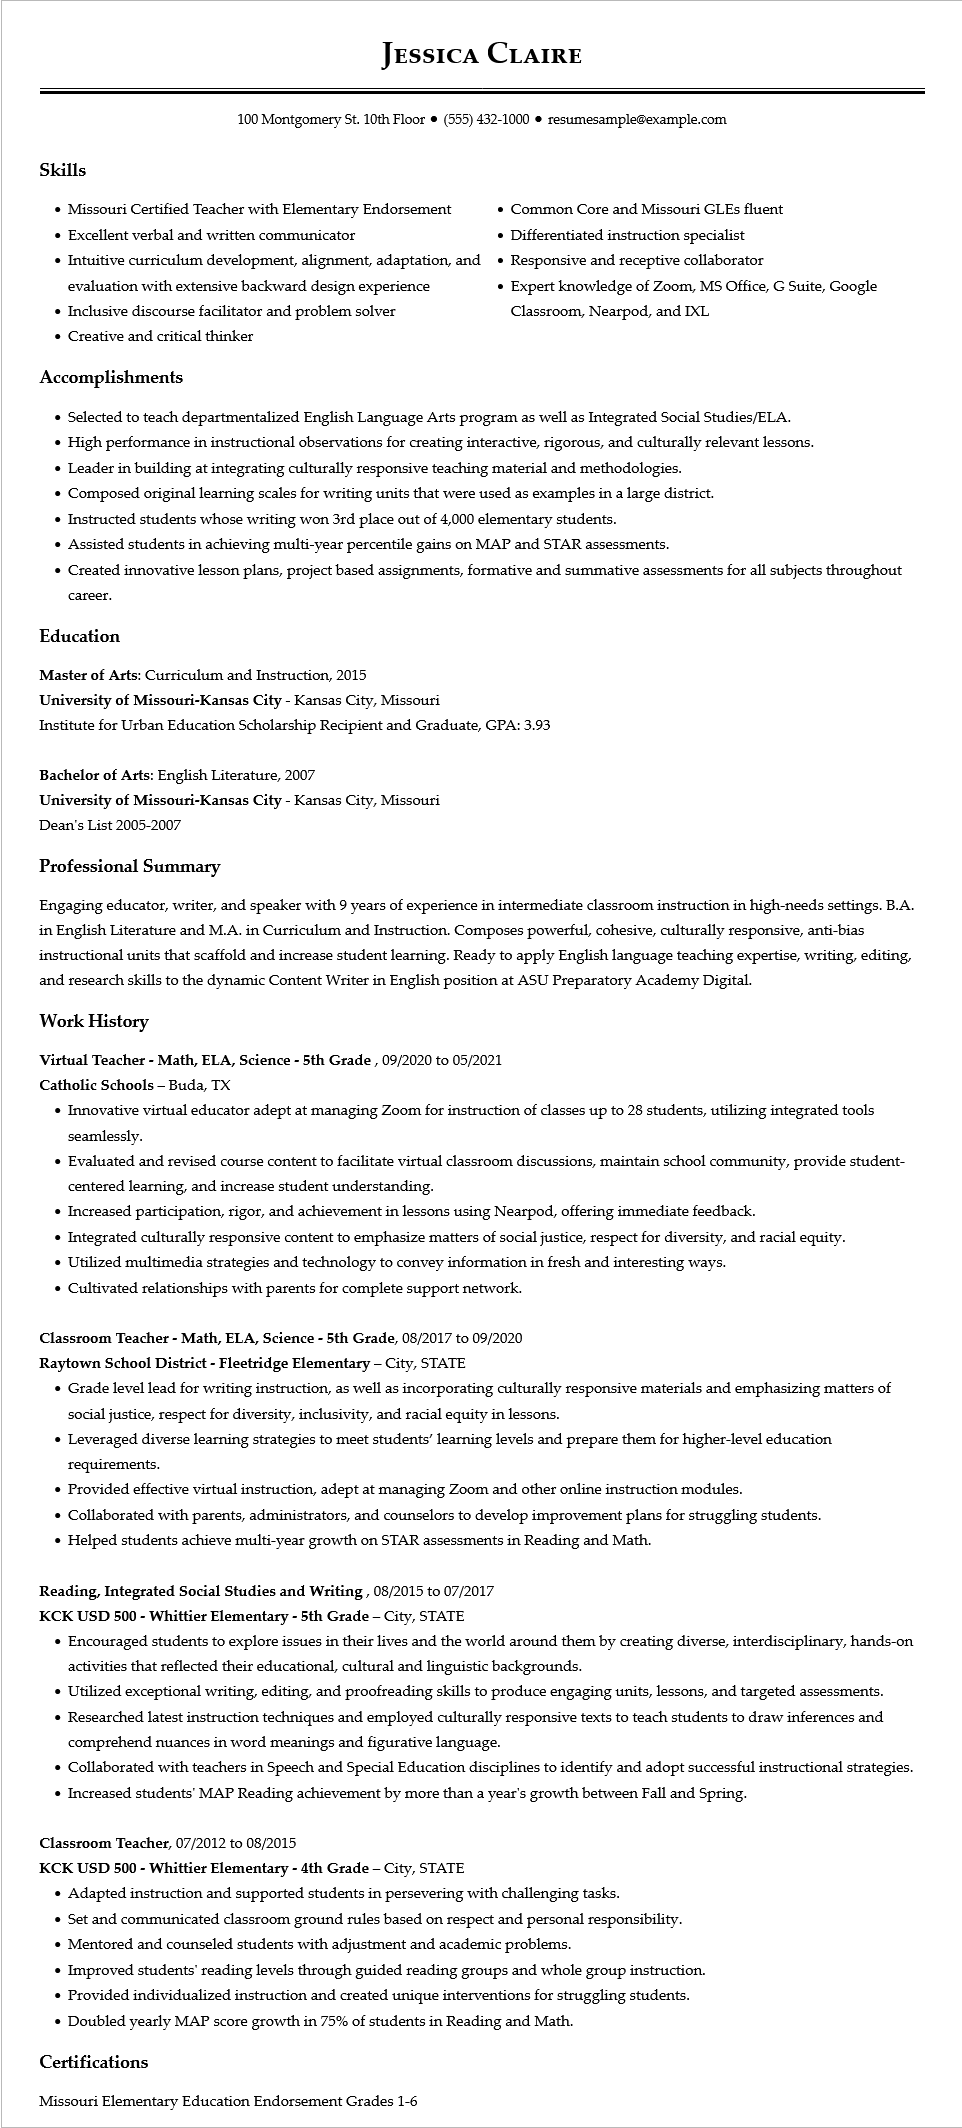 Jessica Claire
100 Montgomery St. 10th Floor ● (555) 432-1000 ● resumesample@example.com
Skills
• Missouri Certified Teacher with Elementary Endorsement
• Excellent verbal and written communicator
• Intuitive curriculum development, alignment, adaptation, and
evaluation with extensive backward design experience
• Inclusive discourse facilitator and problem solver
• Creative and critical thinker
• Common Core and Missouri GLEs fluent
• Differentiated instruction specialist
• Responsive and receptive collaborator
• Expert knowledge of Zoom, MS Office, G Suite, Google
Classroom, Nearpod, and IXL
Accomplishments
• Selected to teach departmentalized English Language Arts program as well as Integrated Social Studies/ELA.
• High performance in instructional observations for creating interactive, rigorous, and culturally relevant lessons.
• Leader in building at integrating culturally responsive teaching material and methodologies.
• Composed original learning scales for writing units that were used as examples in a large district.
• Instructed students whose writing won 3rd place out of 4,000 elementary students.
• Assisted students in achieving multi-year percentile gains on MAP and STAR assessments.
• Created innovative lesson plans, project based assignments, formative and summative assessments for all subjects throughout
career.
Education
Master of Arts: Curriculum and Instruction, 2015
University of Missouri-Kansas City - Kansas City, Missouri
Institute for Urban Education Scholarship Recipient and Graduate, GPA: 3.93
Bachelor of Arts: English Literature, 2007
University of Missouri-Kansas City - Kansas City, Missouri
Dean's List 2005-2007
Professional Summary
Engaging educator, writer, and speaker with 9 years of experience in intermediate classroom instruction in high-needs settings. B.A.
in English Literature and M.A. in Curriculum and Instruction. Composes powerful, cohesive, culturally responsive, anti-bias
instructional units that scaffold and increase student learning. Ready to apply English language teaching expertise, writing, editing,
and research skills to the dynamic Content Writer in English position at ASU Preparatory Academy Digital.
Work History
Virtual Teacher - Math, ELA, Science - 5th Grade , 09/2020 to 05/2021
Catholic Schools – Buda, TX
• Innovative virtual educator adept at managing Zoom for instruction of classes up to 28 students, utilizing integrated tools
seamlessly.
• Evaluated and revised course content to facilitate virtual classroom discussions, maintain school community, provide student-
centered learning, and increase student understanding.
• Increased participation, rigor, and achievement in lessons using Nearpod, offering immediate feedback.
• Integrated culturally responsive content to emphasize matters of social justice, respect for diversity, and racial equity.
• Utilized multimedia strategies and technology to convey information in fresh and interesting ways.
• Cultivated relationships with parents for complete support network.
Classroom Teacher - Math, ELA, Science - 5th Grade, 08/2017 to 09/2020
Raytown School District - Fleetridge Elementary – City, STATE
• Grade level lead for writing instruction, as well as incorporating culturally responsive materials and emphasizing matters of
social justice, respect for diversity, inclusivity, and racial equity in lessons.
• Leveraged diverse learning strategies to meet students’ learning levels and prepare them for higher-level education
requirements.
• Provided effective virtual instruction, adept at managing Zoom and other online instruction modules.
• Collaborated with parents, administrators, and counselors to develop improvement plans for struggling students.
• Helped students achieve multi-year growth on STAR assessments in Reading and Math.
Reading, Integrated Social Studies and Writing , 08/2015 to 07/2017
KCK USD 500 - Whittier Elementary - 5th Grade – City, STATE
• Encouraged students to explore issues in their lives and the world around them by creating diverse, interdisciplinary, hands-on
activities that reflected their educational, cultural and linguistic backgrounds.
• Utilized exceptional writing, editing, and proofreading skills to produce engaging units, lessons, and targeted assessments.
• Researched latest instruction techniques and employed culturally responsive texts to teach students to draw inferences and
comprehend nuances in word meanings and figurative language.
• Collaborated with teachers in Speech and Special Education disciplines to identify and adopt successful instructional strategies.
• Increased students' MAP Reading achievement by more than a year's growth between Fall and Spring.
Classroom Teacher, 07/2012 to 08/2015
KCK USD 500 - Whittier Elementary - 4th Grade – City, STATE
• Adapted instruction and supported students in persevering with challenging tasks.
• Set and communicated classroom ground rules based on respect and personal responsibility.
• Mentored and counseled students with adjustment and academic problems.
• Improved students' reading levels through guided reading groups and whole group instruction.
• Provided individualized instruction and created unique interventions for struggling students.
• Doubled yearly MAP score growth in 75% of students in Reading and Math.
Certifications
Missouri Elementary Education Endorsement Grades 1-6